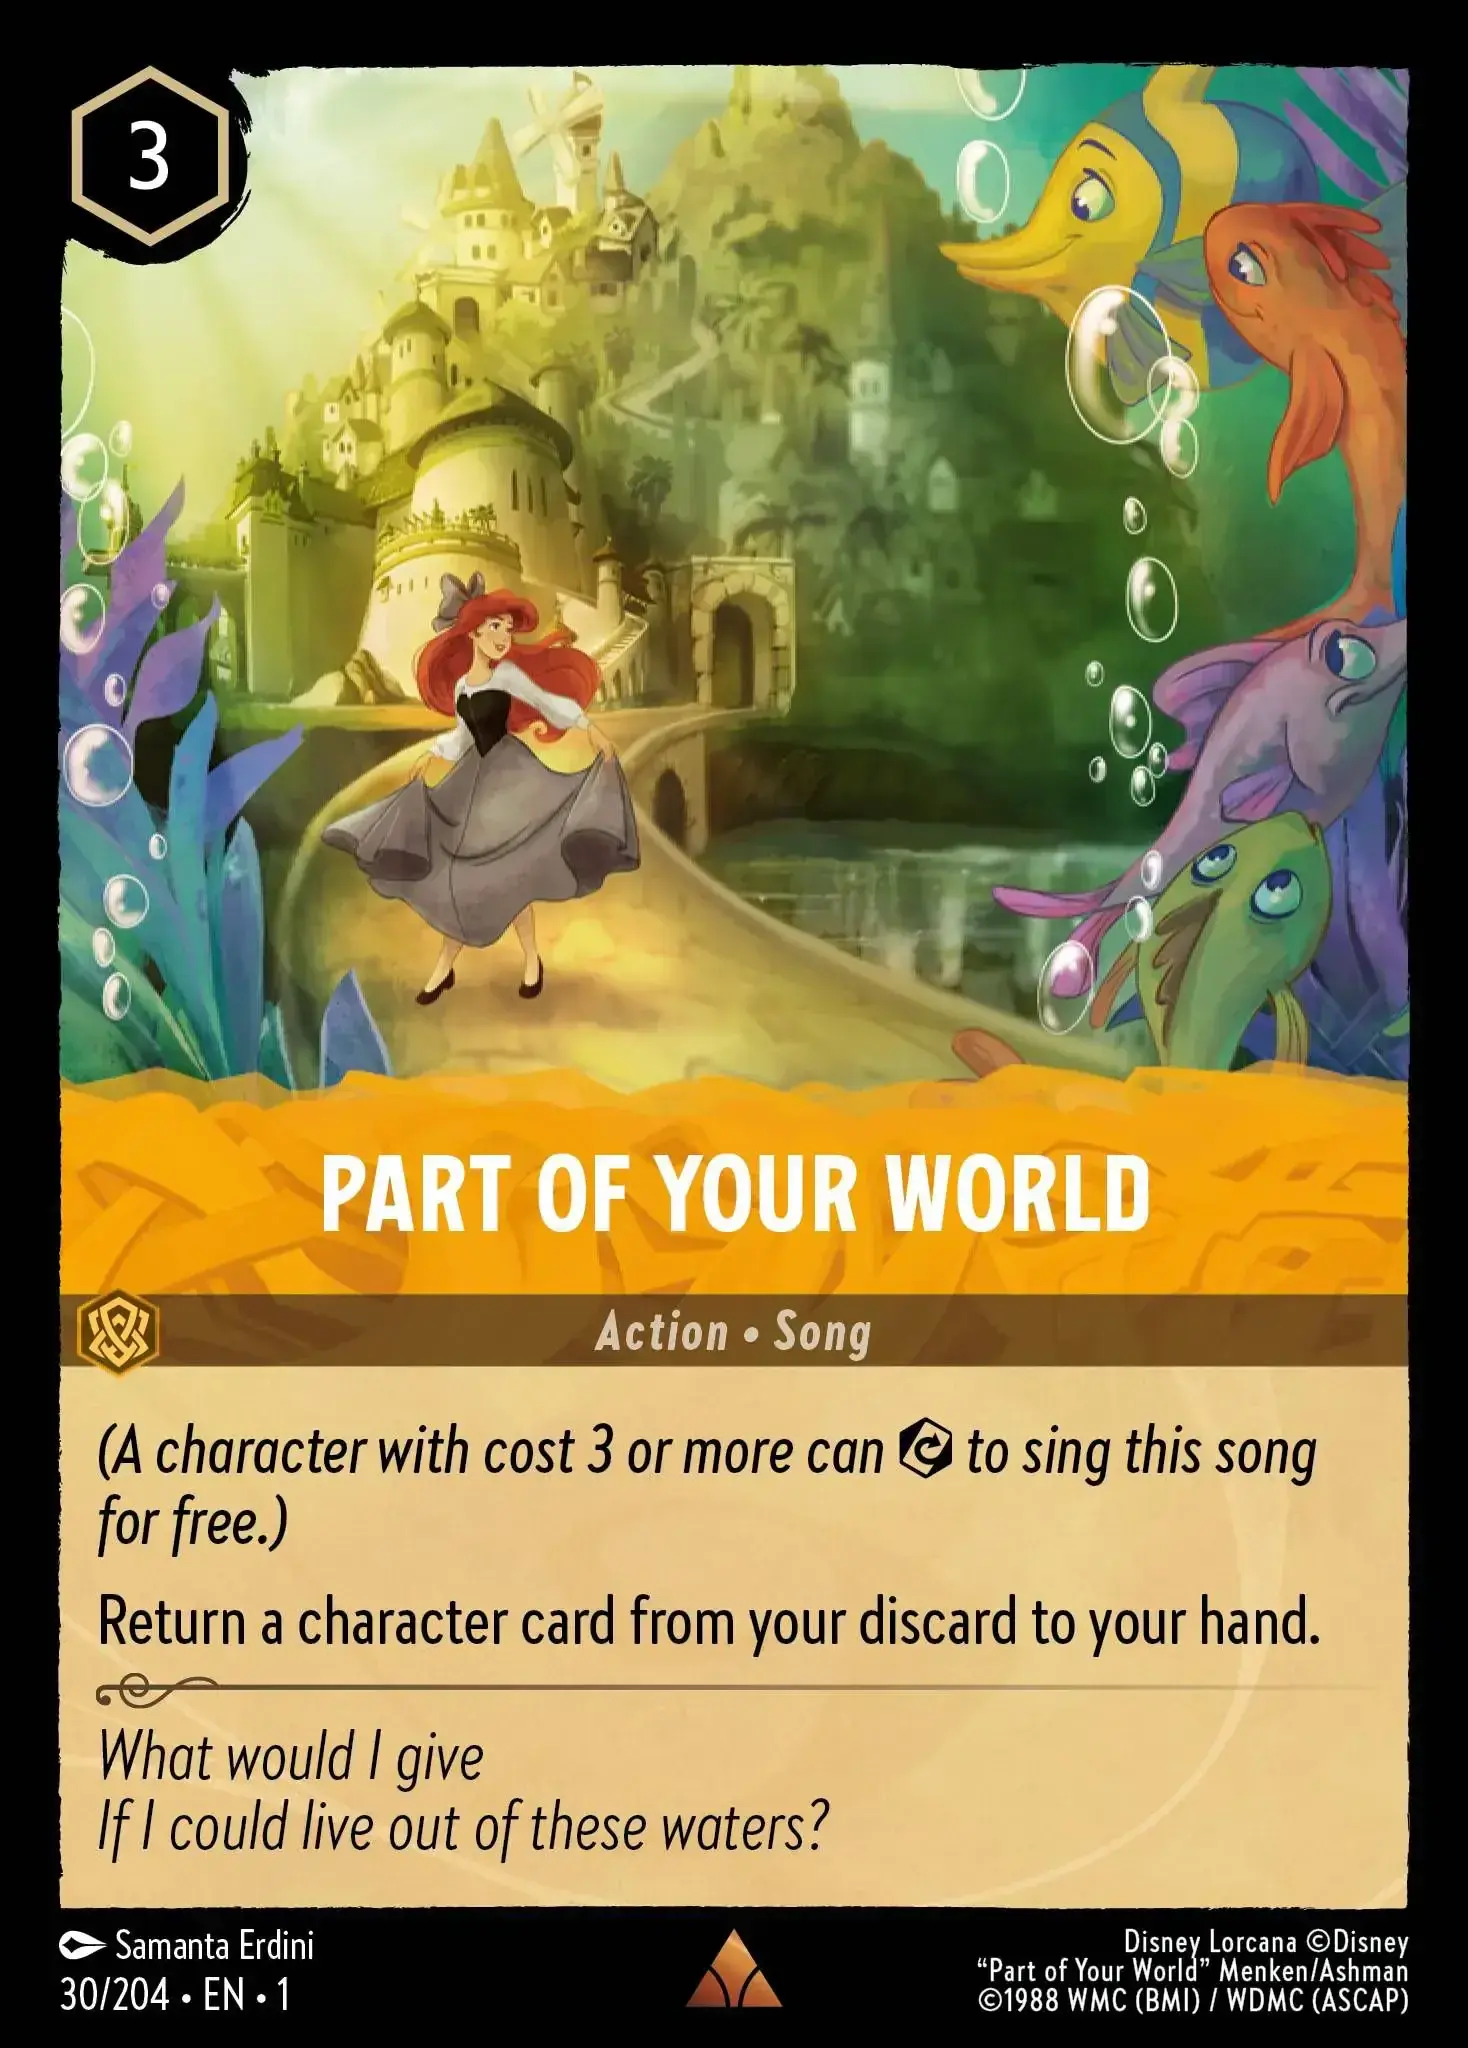 3
PART OF YOUR WORLD
Action • Song
(A character with cost 3 or more can to sing this song
for free.)
Return a character card from your discard to your hand.
What would I give
If I could live out of these waters?
Samanta Erdini
30/204 • EN • 1
Disney Lorcana ©Disney
“Part of Your World” Menken/Ashman
©1988 WMC (BMI) / WDMC (ASCAP)